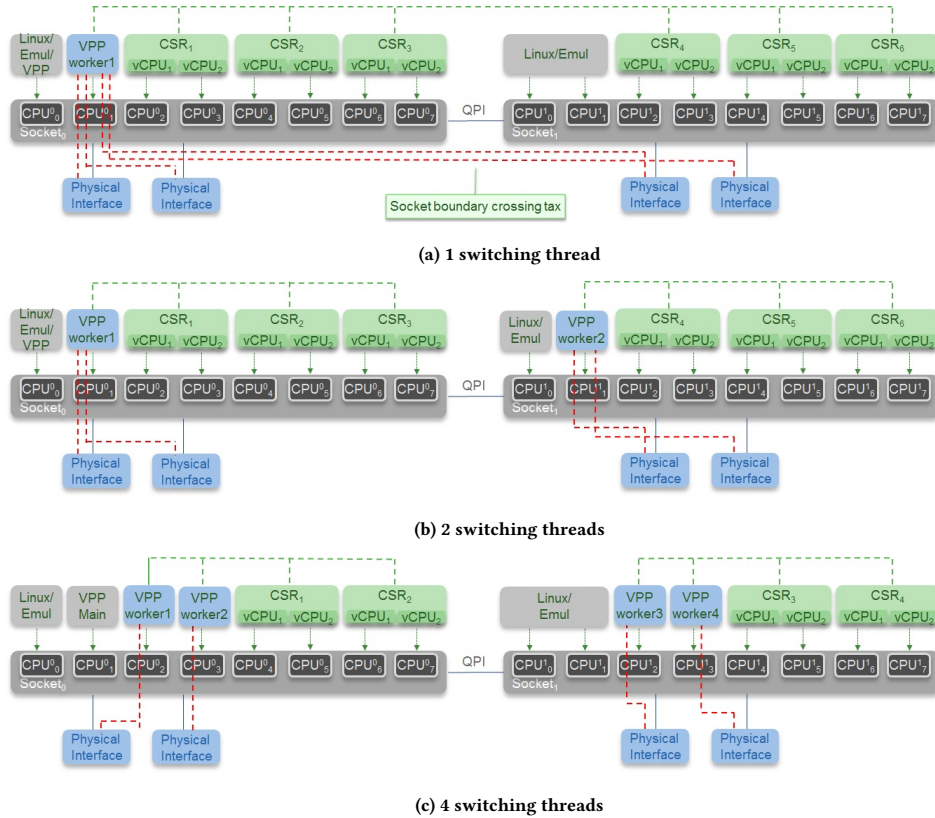 Linux/ Emul/ VPP
VPP worker1
CSR₁ vCPU₁ vCPU₂
CSR₂ vCPU₁ vCPU₂
CSR₃ vCPU₁ vCPU₂
Linux/Emul
CSR₄ vCPU₁ vCPU₂
CSR₅ vCPU₁ vCPU₂
CSR₆ vCPU₁ vCPU₂
CPU⁰₀ CPU⁰₁ CPU⁰₂ CPU⁰₃ CPU⁰₄ CPU⁰₅ CPU⁰₆ CPU⁰₇
Socket₀
QPI
CPU¹₀ CPU¹₁ CPU¹₂ CPU¹₃ CPU¹₄ CPU¹₅ CPU¹₆ CPU¹₇
Socket₁
Physical Interface
Physical Interface
Socket boundary crossing tax
Physical Interface
Physical Interface
(a) 1 switching thread
Linux/ Emul/ VPP
VPP worker1
CSR₁ vCPU₁ vCPU₂
CSR₂ vCPU₁ vCPU₂
CSR₃ vCPU₁ vCPU₂
Linux/ Emul
VPP worker2
CSR₄ vCPU₁ vCPU₂
CSR₅ vCPU₁ vCPU₂
CSR₆ vCPU₁ vCPU₂
CPU⁰₀ CPU⁰₁ CPU⁰₂ CPU⁰₃ CPU⁰₄ CPU⁰₅ CPU⁰₆ CPU⁰₇
Socket₀
QPI
CPU¹₀ CPU¹₁ CPU¹₂ CPU¹₃ CPU¹₄ CPU¹₅ CPU¹₆ CPU¹₇
Socket₁
Physical Interface
Physical Interface
Physical Interface
Physical Interface
(b) 2 switching threads
Linux/ Emul
VPP Main
VPP worker1
VPP worker2
CSR₁ vCPU₁ vCPU₂
CSR₂ vCPU₁ vCPU₂
Linux/ Emul
VPP worker3
VPP worker4
CSR₃ vCPU₁ vCPU₂
CSR₄ vCPU₁ vCPU₂
CPU⁰₀ CPU⁰₁ CPU⁰₂ CPU⁰₃ CPU⁰₄ CPU⁰₅ CPU⁰₆ CPU⁰₇
Socket₀
QPI
CPU¹₀ CPU¹₁ CPU¹₂ CPU¹₃ CPU¹₄ CPU¹₅ CPU¹₆ CPU¹₇
Socket₁
Physical Interface
Physical Interface
Physical Interface
Physical Interface
(c) 4 switching threads